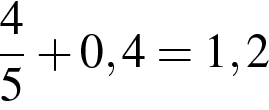 4/5 + 0,4 = 1,2